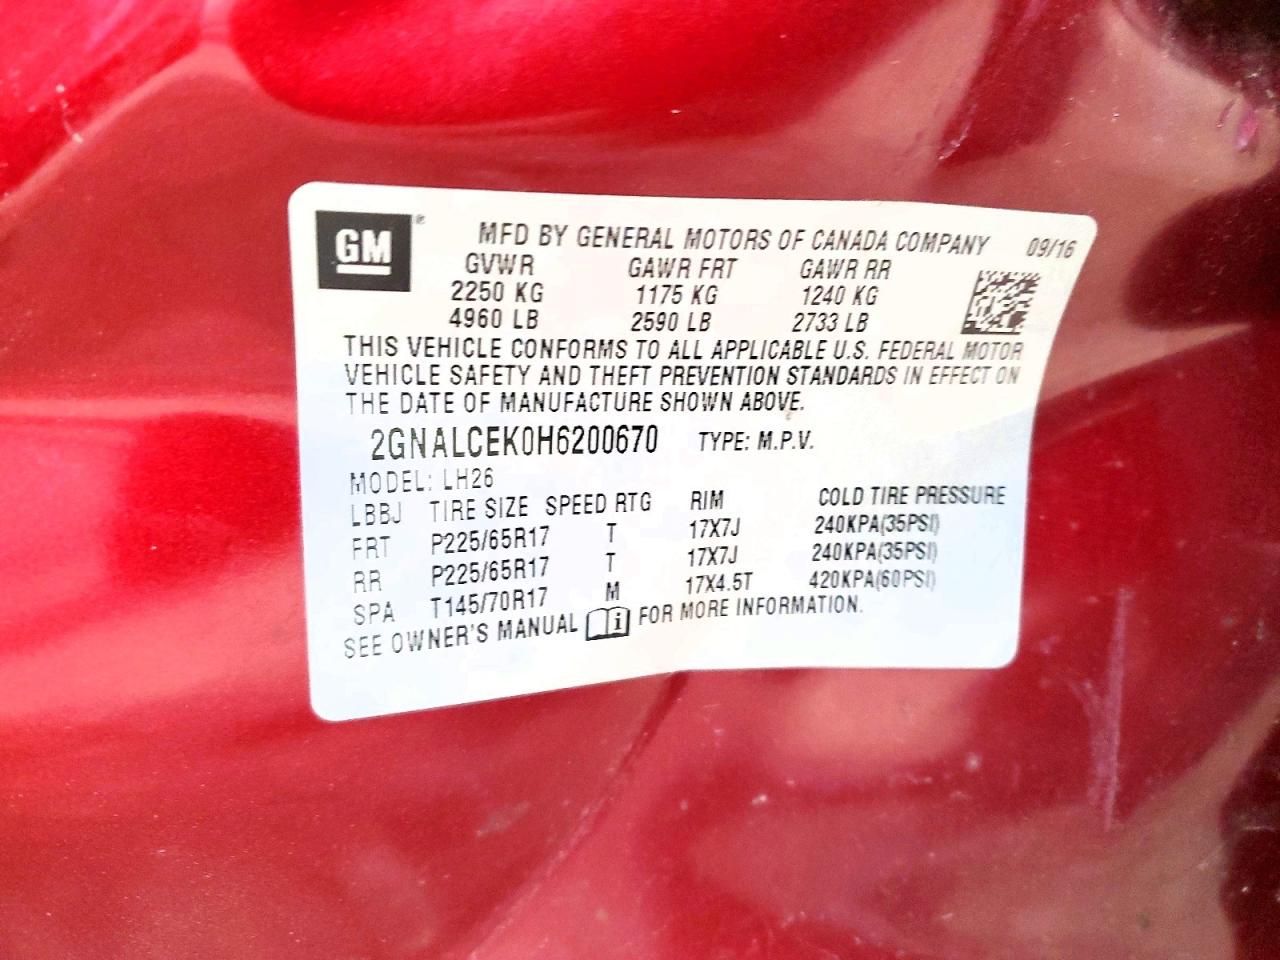 GM®
MFD BY GENERAL MOTORS OF CANADA COMPANY 09/16
GVWR GAWR FRT GAWR RR
2250 KG 1175 KG 1240 KG
4960 LB 2590 LB 2733 LB
THIS VEHICLE CONFORMS TO ALL APPLICABLE U.S. FEDERAL MOTOR
VEHICLE SAFETY AND THEFT PREVENTION STANDARDS IN EFFECT ON
THE DATE OF MANUFACTURE SHOWN ABOVE.
2GNALCEK0H6200670 TYPE: M.P.V.
MODEL: LH26
LBBJ TIRE SIZE SPEED RTG RIM COLD TIRE PRESSURE
FRT P225/65R17 T 17X7J 240KPA(35PSI)
RR P225/65R17 T 17X7J 240KPA(35PSI)
SPA T145/70R17 M 17X4.5T 420KPA(60PSI)
SEE OWNER'S MANUAL i FOR MORE INFORMATION.